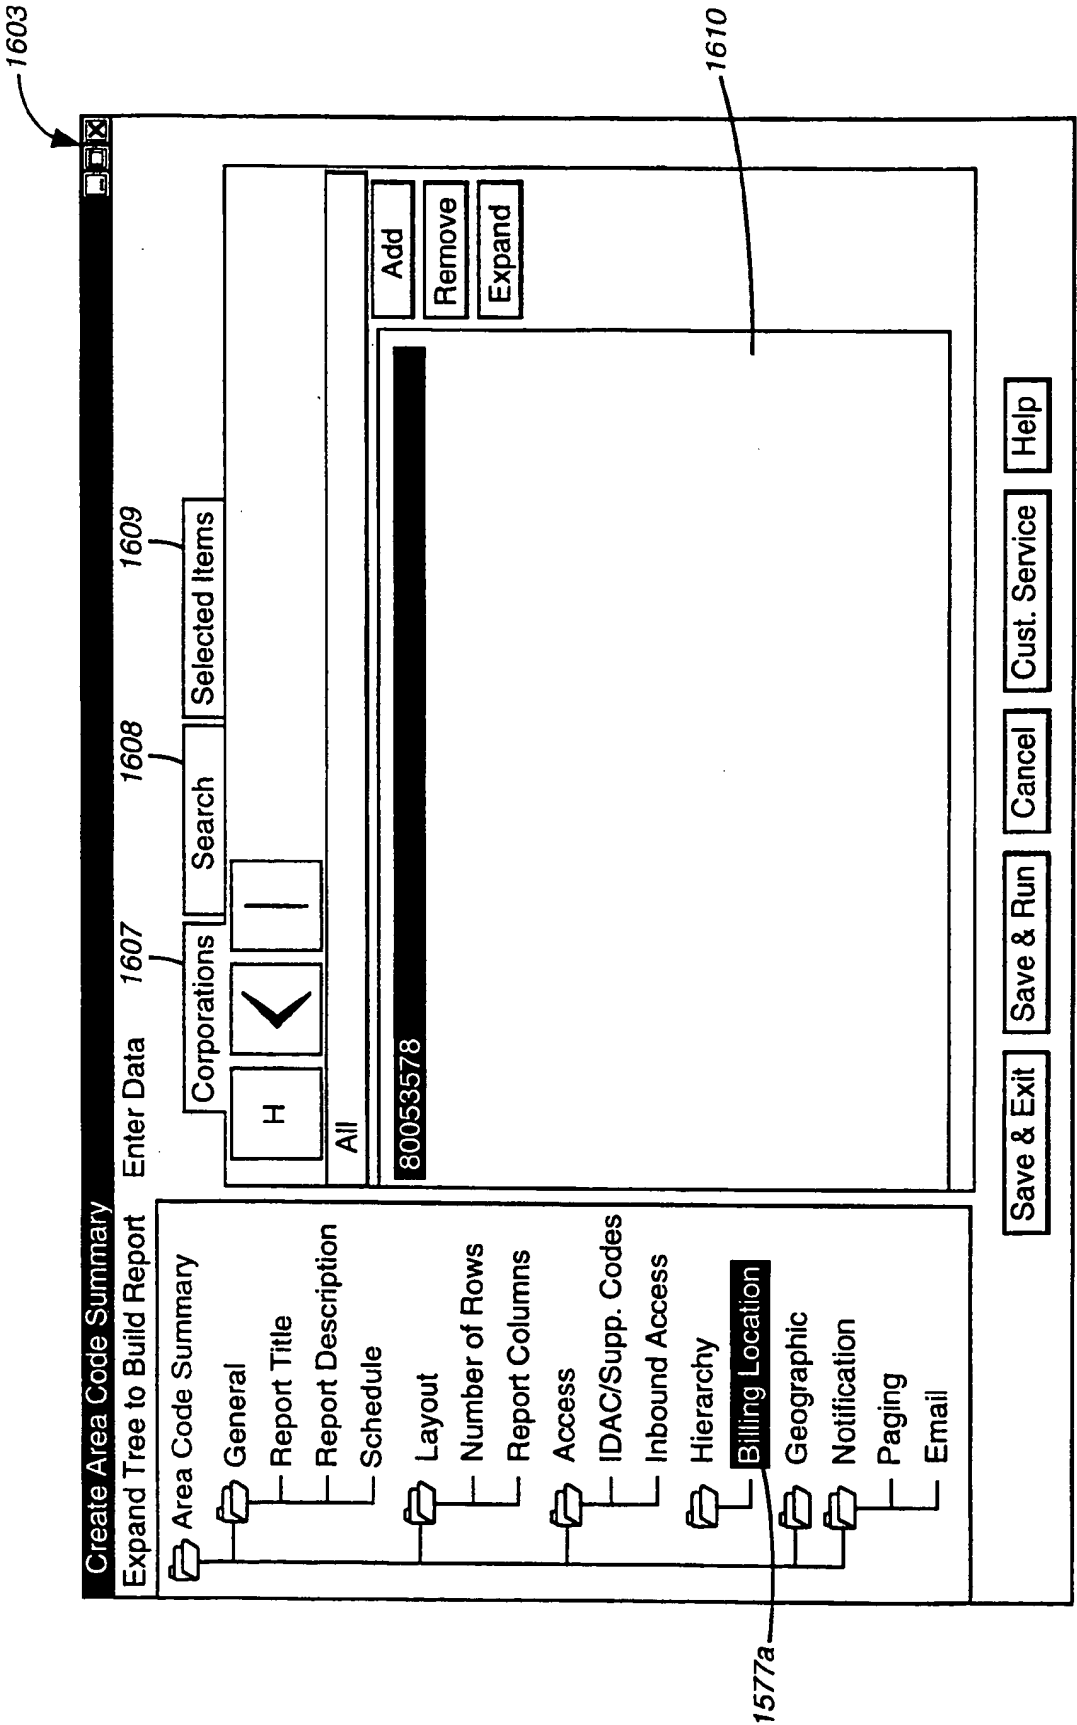 1603
Create Area Code Summary
Expand Tree to Build Report
Enter Data
1607
1608
1609
Area Code Summary
General
Report Title
Report Description
Schedule
Layout
Number of Rows
Report Columns
Access
IDAC/Supp. Codes
Inbound Access
Hierarchy
Billing Location
Geographic
Notification
Paging
Email
1577a
Corporations
Search
Selected Items
H
All
80053578
Add
Remove
Expand
1610
Save & Exit
Save & Run
Cancel
Cust. Service
Help